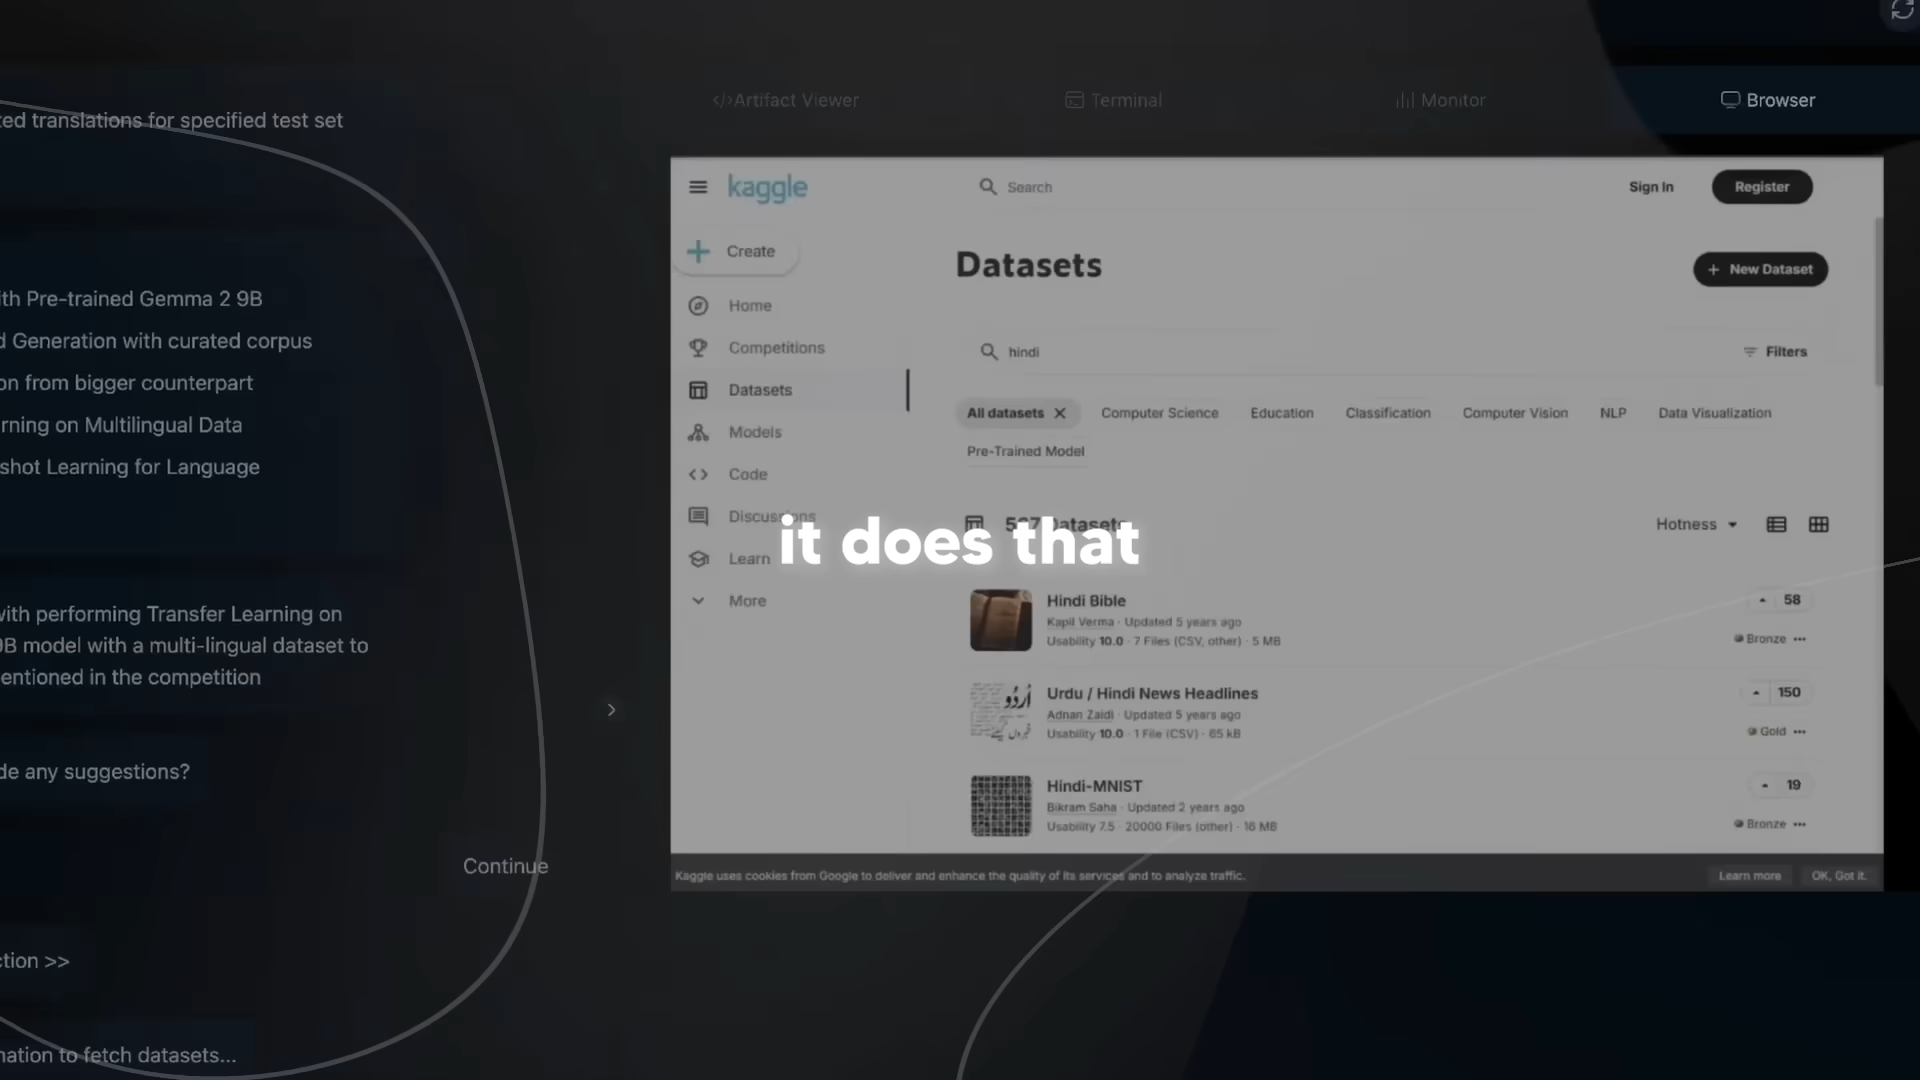 ted translations for specified test set
ith Pre-trained Gemma 2 9B
d Generation with curated corpus
on from bigger counterpart
rning on Multilingual Data
shot Learning for Language
with performing Transfer Learning on
9B model with a multi-lingual dataset to
entioned in the competition
de any suggestions?
Continue
ction >>
mation to fetch datasets...
</>Artifact Viewer
Terminal
Monitor
Browser
kaggle
Search
Sign In
Register
Create
Home
Competitions
Datasets
Models
Code
Discussions
Learn
More
Datasets
+ New Dataset
hindi
Filters
All datasets
Computer Science
Education
Classification
Computer Vision
NLP
Data Visualization
Pre-Trained Model
Datasets
Hotness
it does that
Hindi Bible
Kapil Verma · Updated 5 years ago
Usability 10.0 · 7 Files (CSV, other) · 5 MB
58
Bronze ···
Urdu / Hindi News Headlines
Adnan Zaidi · Updated 5 years ago
Usability 10.0 · 1 File (CSV) · 65 kB
150
Gold ···
Hindi-MNIST
Bikram Saha · Updated 2 years ago
Usability 7.5 · 20000 Files (other) · 16 MB
19
Bronze ···
Kaggle uses cookies from Google to deliver and enhance the quality of its services and to analyze traffic.
Learn more
OK, Got it.